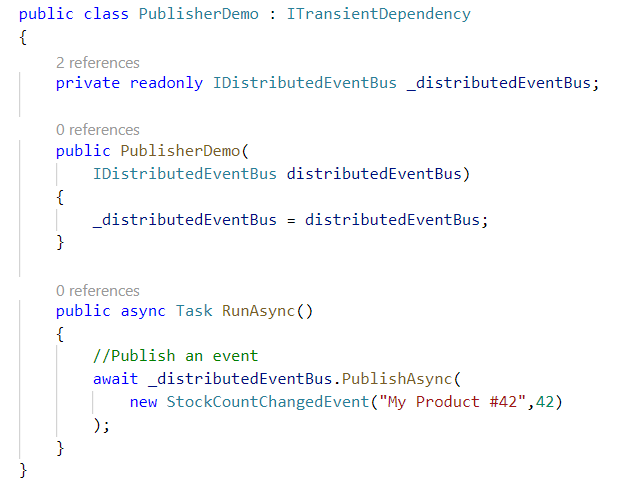 public class PublisherDemo : ITransientDependency
{
2 references
private readonly IDistributedEventBus _distributedEventBus;
0 references
public PublisherDemo(
IDistributedEventBus distributedEventBus)
{
_distributedEventBus = distributedEventBus;
}
0 references
public async Task RunAsync()
{
//Publish an event
await _distributedEventBus.PublishAsync(
new StockCountChangedEvent("My Product #42",42)
);
}
}